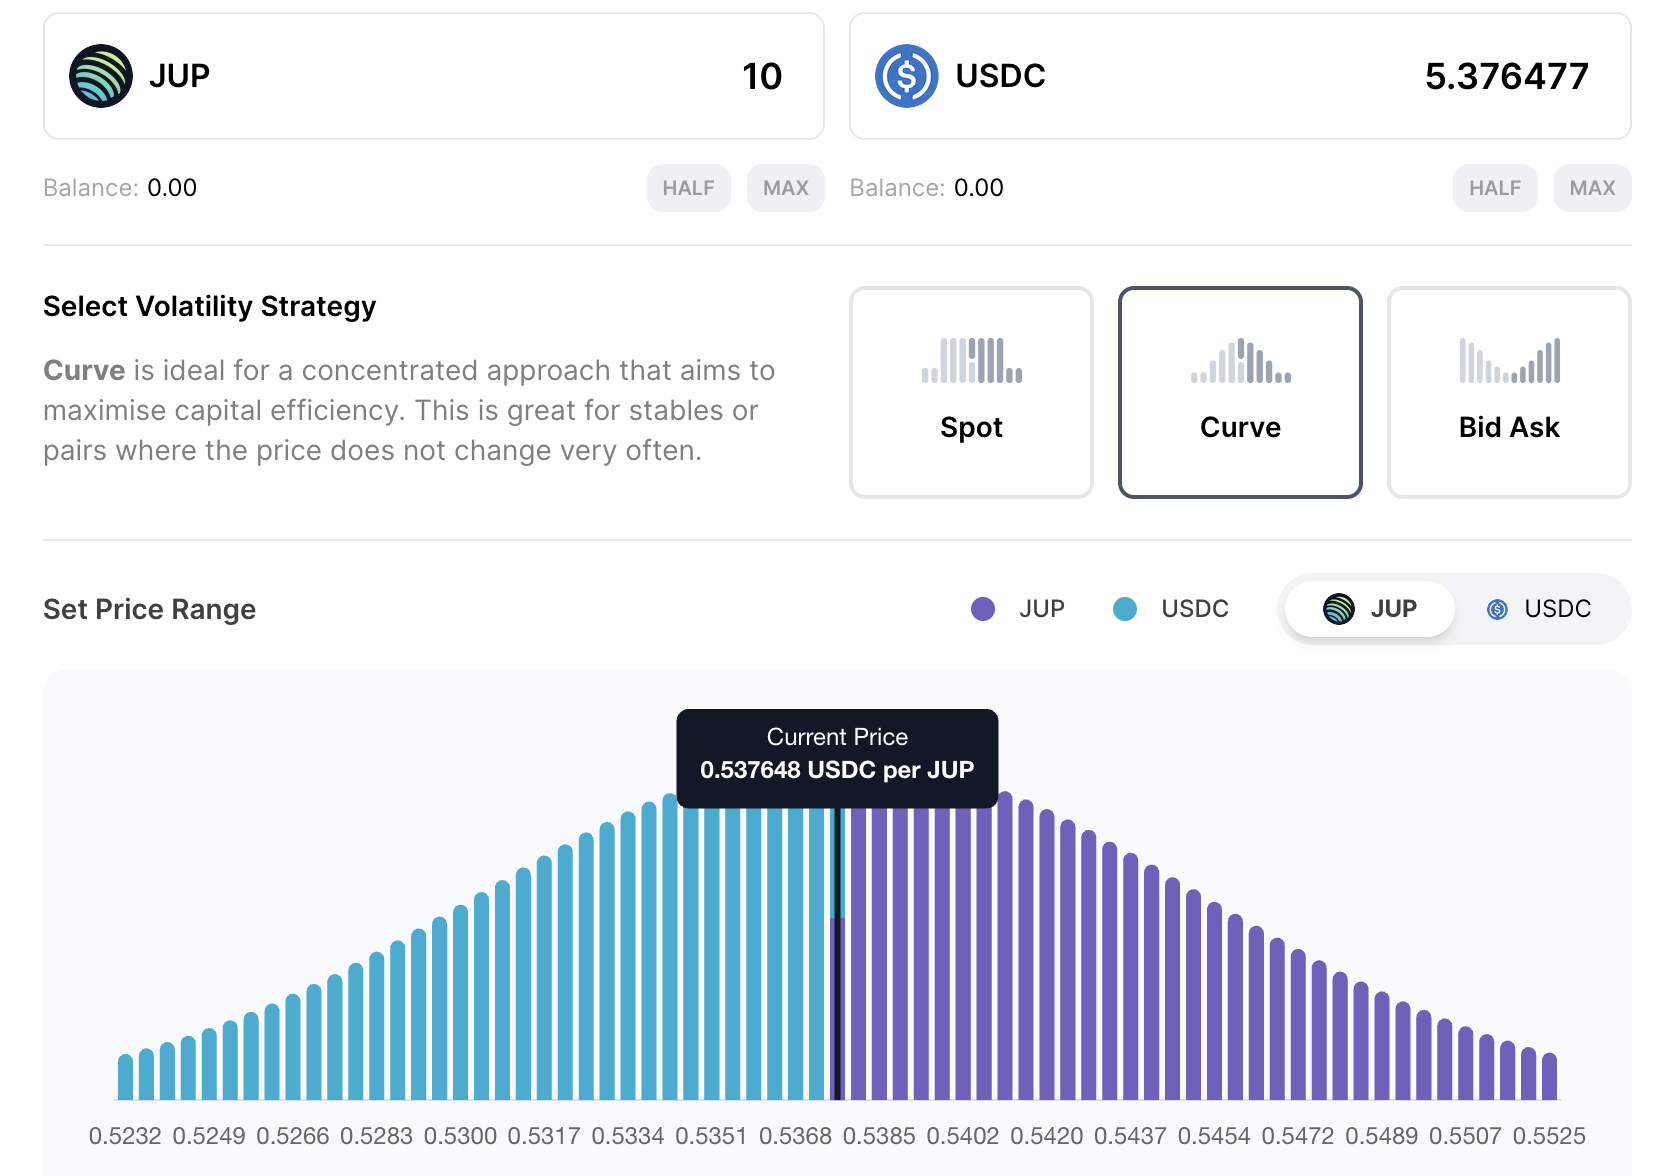 JUP 10 USDC 5.376477
Balance: 0.00 HALF MAX Balance: 0.00 HALF MAX
Select Volatility Strategy
Curve is ideal for a concentrated approach that aims to
maximise capital efficiency. This is great for stables or
pairs where the price does not change very often.
Spot Curve Bid Ask
Set Price Range JUP USDC JUP USDC
Current Price
0.537648 USDC per JUP
0.5232 0.5249 0.5266 0.5283 0.5300 0.5317 0.5334 0.5351 0.5368 0.5385 0.5402 0.5420 0.5437 0.5454 0.5472 0.5489 0.5507 0.5525